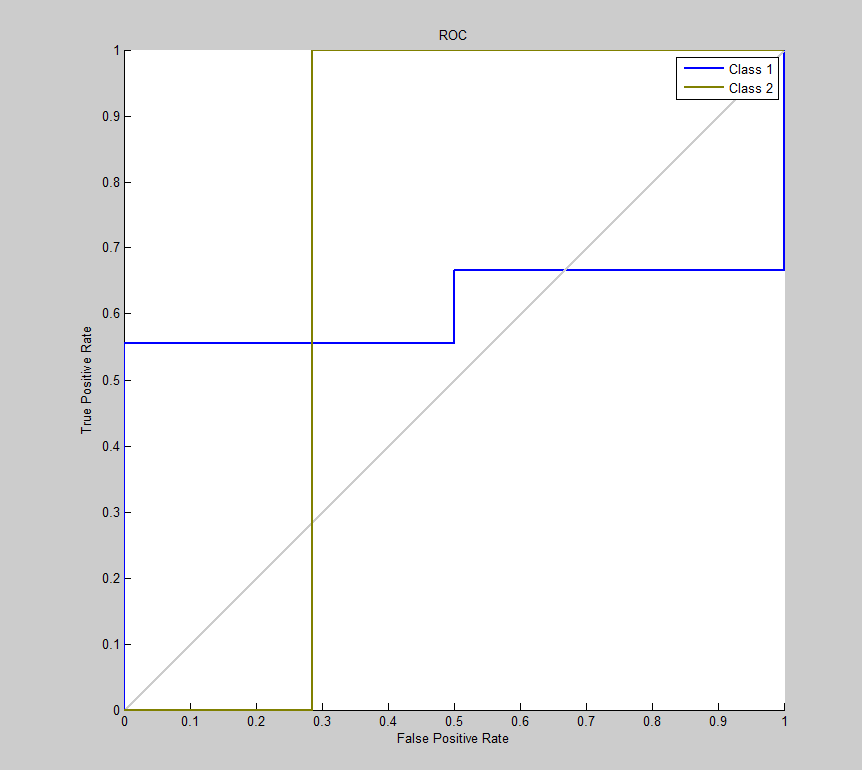 ROC
Class 1
Class 2
1
0.9
0.8
0.7
0.6
0.5
0.4
0.3
0.2
0.1
0
True Positive Rate
0 0.1 0.2 0.3 0.4 0.5 0.6 0.7 0.8 0.9 1
False Positive Rate